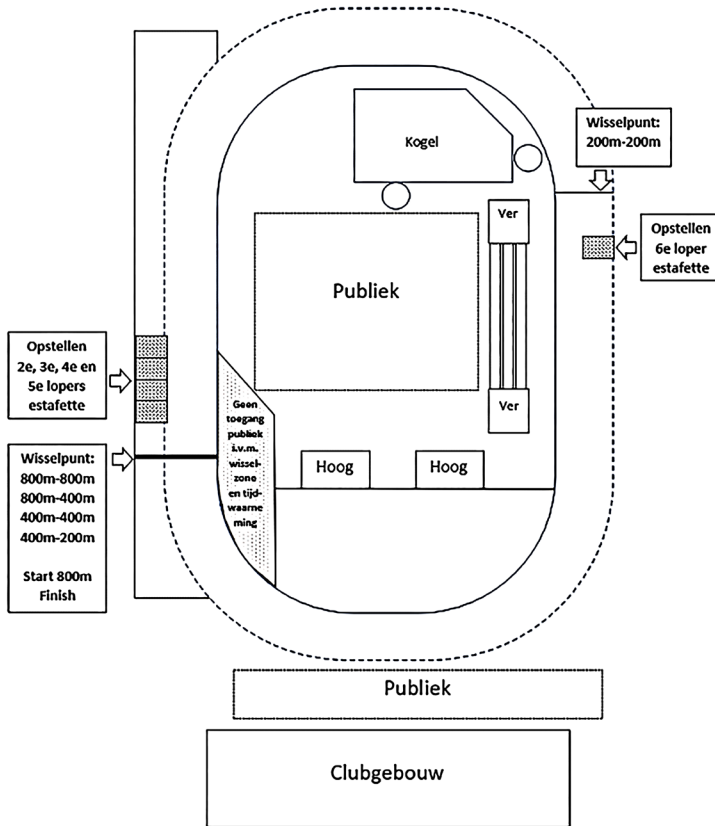 Kogel
Wisselpunt:
200m-200m
Ver
Opstellen
6e loper
estafette
Publiek
Opstellen
2e, 3e, 4e en
5e lopers
estafette
Ver
Geen
toegang
publiek
i.v.m.
wissel-
zone
en tijd-
waarne
ming
Wisselpunt:
800m-800m
800m-400m
400m-400m
400m-200m
Start 800m
Finish
Hoog
Hoog
Publiek
Clubgebouw